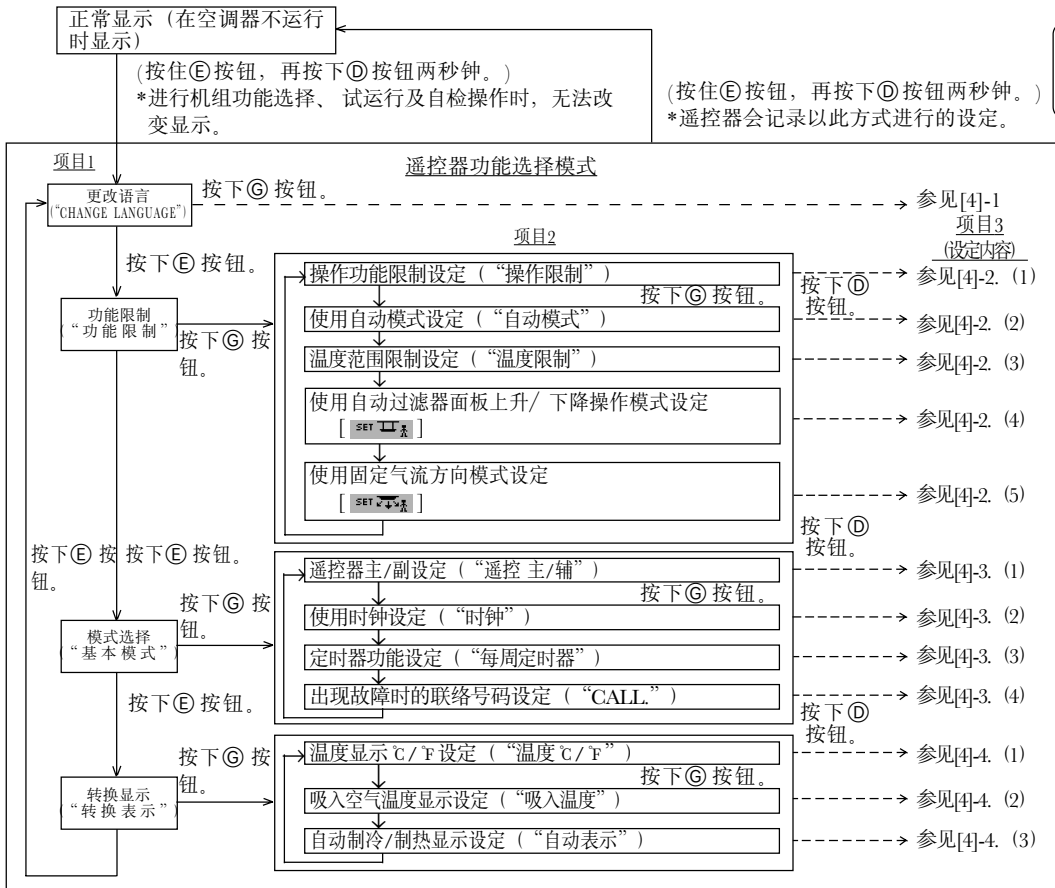 正常显示（在空调器不运行
时显示）
（按住Ⓔ按钮，再按下Ⓓ按钮两秒钟。）
*进行机组功能选择、 试运行及自检操作时，无法改
变显示。
（按住Ⓔ按钮，再按下Ⓓ按钮两秒钟。）
*遥控器会记录以此方式进行的设定。
项目1
遥控器功能选择模式
更改语言
（“CHANGE LANGUAGE”）
按下Ⓖ 按钮。
参见[4]-1
项目3
（设定内容）
项目2
按下Ⓔ 按钮。
操作功能限制设定（“操作限制”）
按下Ⓓ
按钮。
参见[4]-2.（1）
按下Ⓖ 按钮。
功能限制
（“功能限制”）
按下Ⓖ 按
钮。
使用自动模式设定（“自动模式”）
参见[4]-2.（2）
温度范围限制设定（“温度限制”）
参见[4]-2.（3）
使用自动过滤器面板上升/ 下降操作模式设定
[ SET ]
参见[4]-2.（4）
使用固定气流方向模式设定
[ SET ]
参见[4]-2.（5）
按下Ⓓ
按钮。
按下Ⓔ 按
钮。
按下Ⓔ 按钮。
遥控器主/副设定（“遥控 主/辅”）
参见[4]-3.（1）
按下Ⓖ 按钮。
按下Ⓖ 按
钮。
模式选择
（“基本模式”）
使用时钟设定（“时钟”）
参见[4]-3.（2）
定时器功能设定（“每周定时器”）
参见[4]-3.（3）
出现故障时的联络号码设定（“CALL.”）
参见[4]-3.（4）
按下Ⓔ 按钮。
按下Ⓓ
按钮。
温度显示 ℃/℉ 设定（“温度 ℃/℉”）
参见[4]-4.（1）
按下Ⓖ 按钮。
按下Ⓖ 按
钮。
转换显示
（“转换表示”）
吸入空气温度显示设定（“吸入温度”）
参见[4]-4.（2）
自动制冷/制热显示设定（“自动表示”）
参见[4]-4.（3）